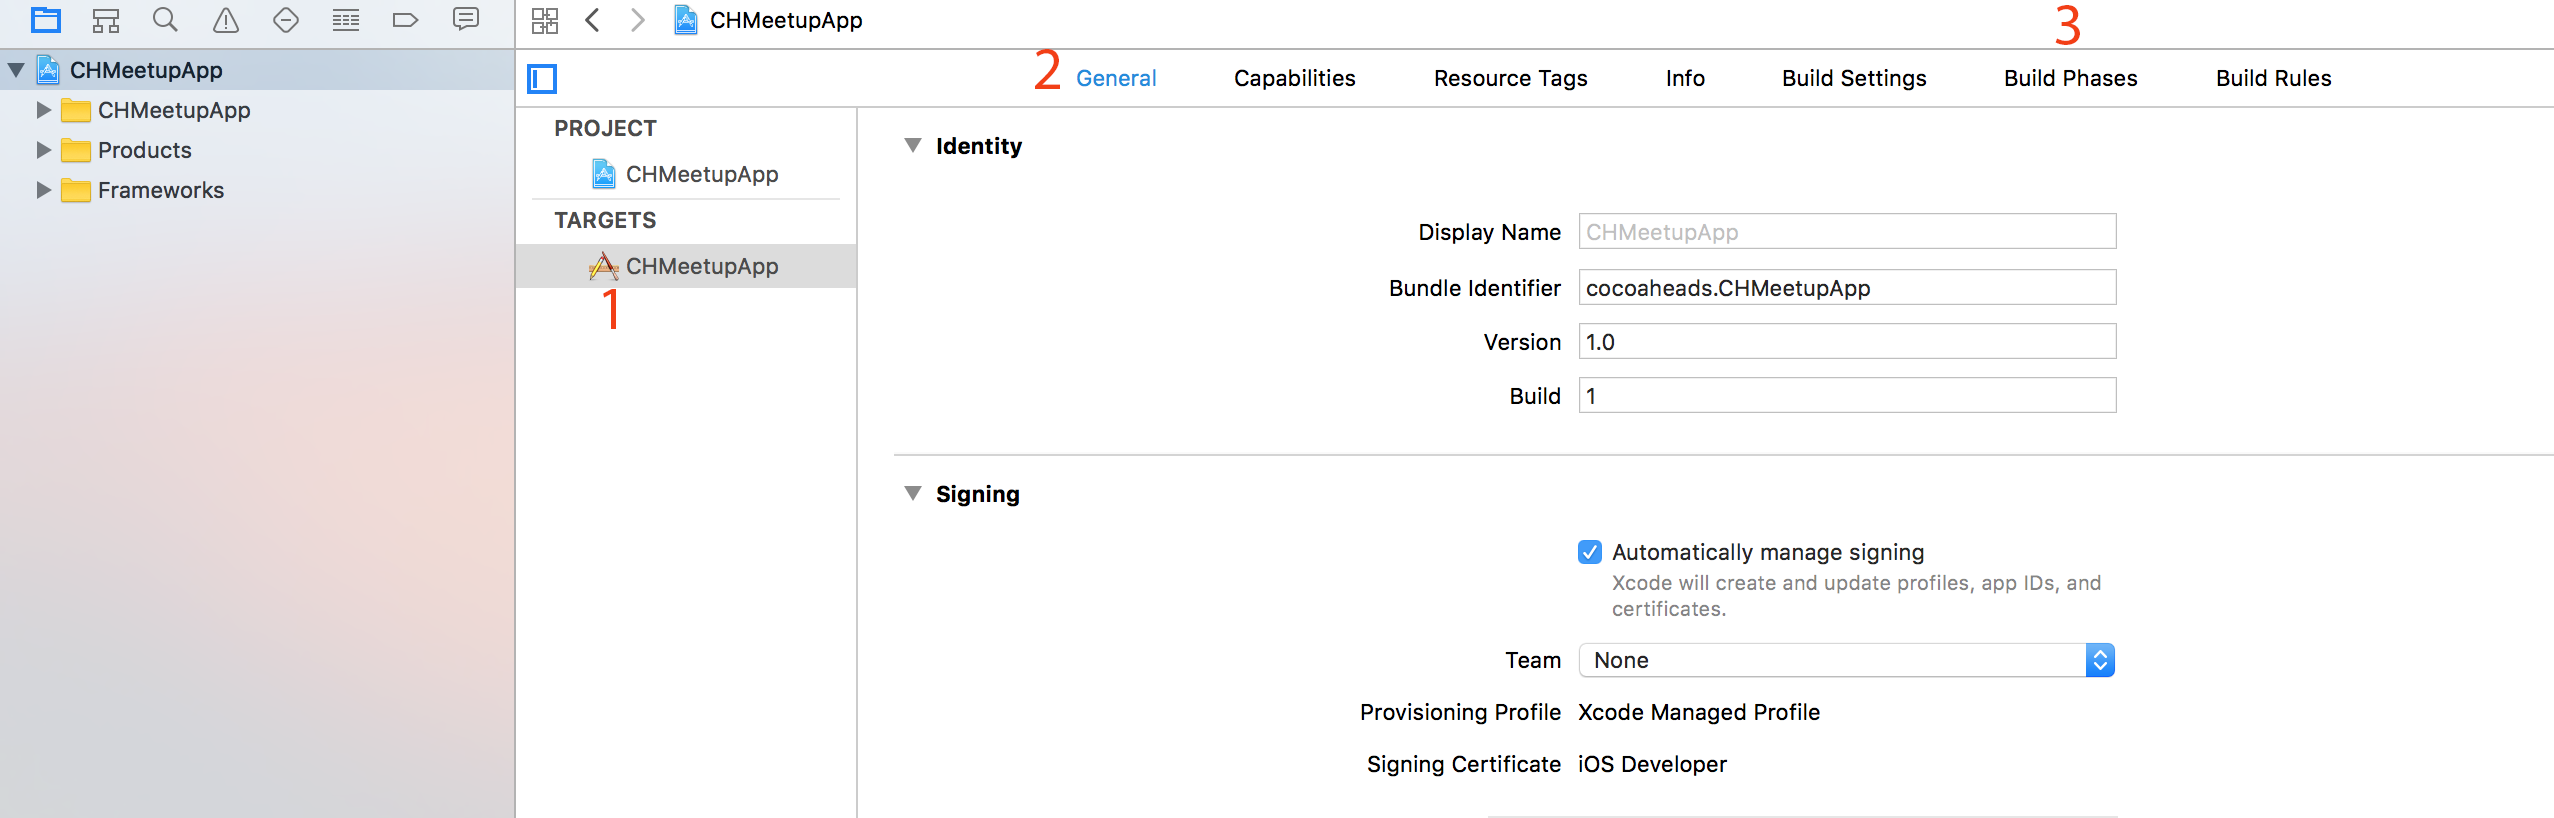 CHMeetupApp
3
CHMeetupApp
2 General Capabilities Resource Tags Info Build Settings Build Phases Build Rules
CHMeetupApp
Products
Frameworks
PROJECT
CHMeetupApp
TARGETS
CHMeetupApp
1
Identity
Display Name CHMeetupApp
Bundle Identifier cocoaheads.CHMeetupApp
Version 1.0
Build 1
Signing
Automatically manage signing
Xcode will create and update profiles, app IDs, and
certificates.
Team None
Provisioning Profile Xcode Managed Profile
Signing Certificate iOS Developer